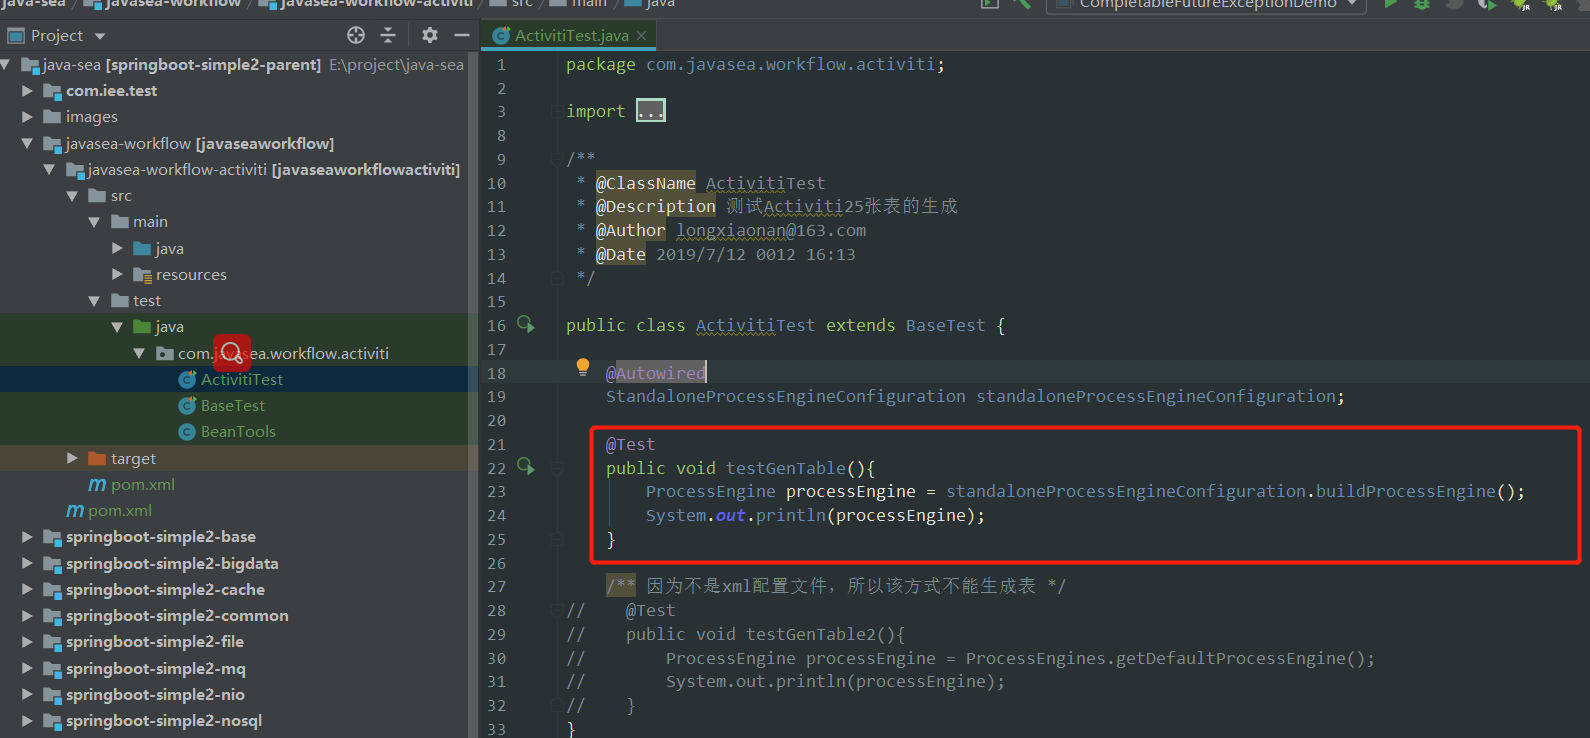 java-sea javasea-workflow javasea-workflow-activiti src main java
CompletableFutureExceptionDemo
Project
java-sea [springboot-simple2-parent] E:\project\java-sea
com.iee.test
images
javasea-workflow [javaseaworkflow]
javasea-workflow-activiti [javaseaworkflowactiviti]
src
main
java
resources
test
java
com.javasea.workflow.activiti
ActivitiTest
BaseTest
BeanTools
target
pom.xml
pom.xml
springboot-simple2-base
springboot-simple2-bigdata
springboot-simple2-cache
springboot-simple2-common
springboot-simple2-file
springboot-simple2-mq
springboot-simple2-nio
springboot-simple2-nosql
ActivitiTest.java
1 package com.javasea.workflow.activiti;
2
3 import ...
8
9 /**
10 * @ClassName ActivitiTest
11 * @Description 测试Activiti25张表的生成
12 * @Author longxiaonan@163.com
13 * @Date 2019/7/12 0012 16:13
14 */
15
16 public class ActivitiTest extends BaseTest {
17
18 @Autowired
19 StandaloneProcessEngineConfiguration standaloneProcessEngineConfiguration;
20
21 @Test
22 public void testGenTable(){
23 ProcessEngine processEngine = standaloneProcessEngineConfiguration.buildProcessEngine();
24 System.out.println(processEngine);
25 }
26
27 /** 因为不是xml配置文件，所以该方式不能生成表 */
28 // @Test
29 // public void testGenTable2(){
30 // ProcessEngine processEngine = ProcessEngines.getDefaultProcessEngine();
31 // System.out.println(processEngine);
32 // }
33 }